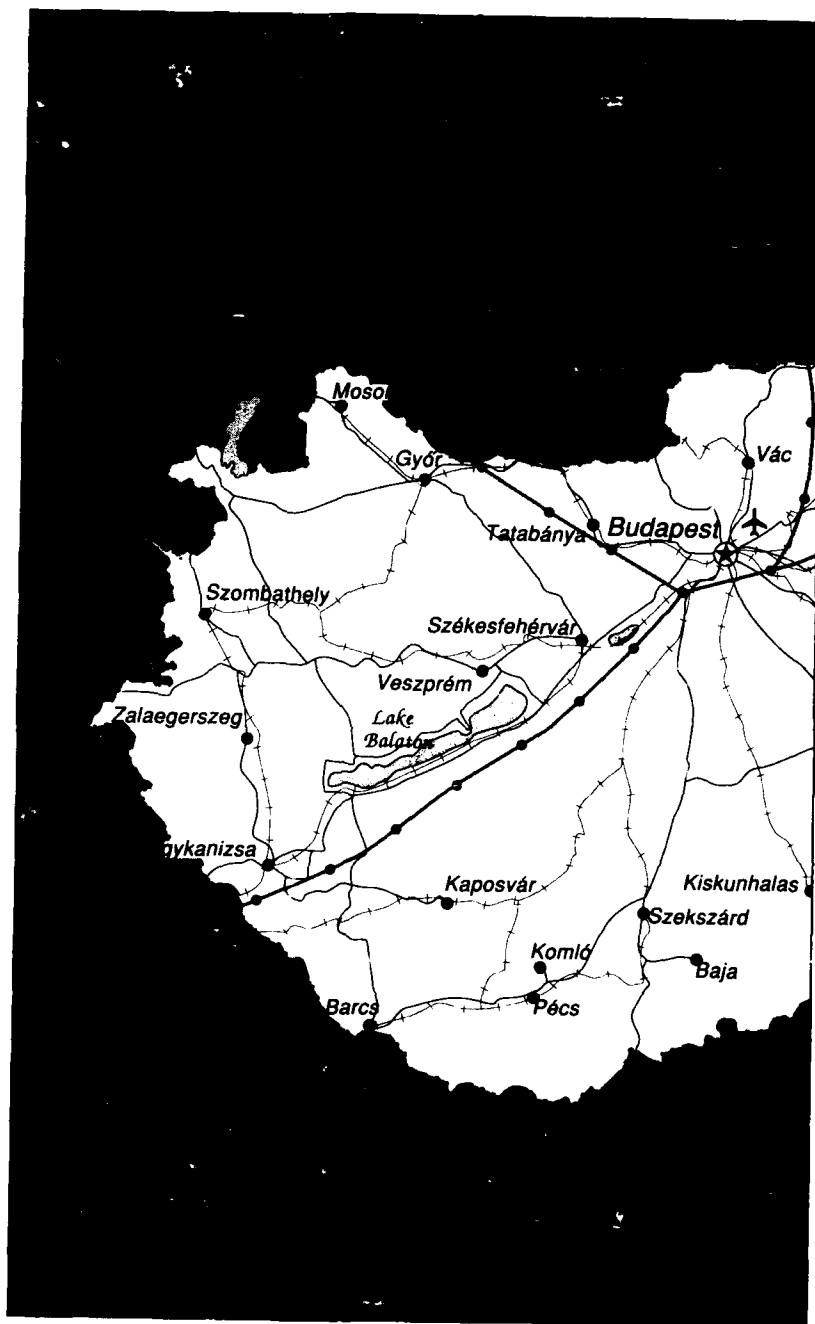 Moso
Győr
Vác
Tatabánya
Budapest
Szombathely
Székesfehérvár
Veszprém
Zalaegerszeg
Lake
Balaton
gykanizsa
Kaposvár
Kiskunhalas
Szekszárd
Komló
Baja
Barcs
Pécs